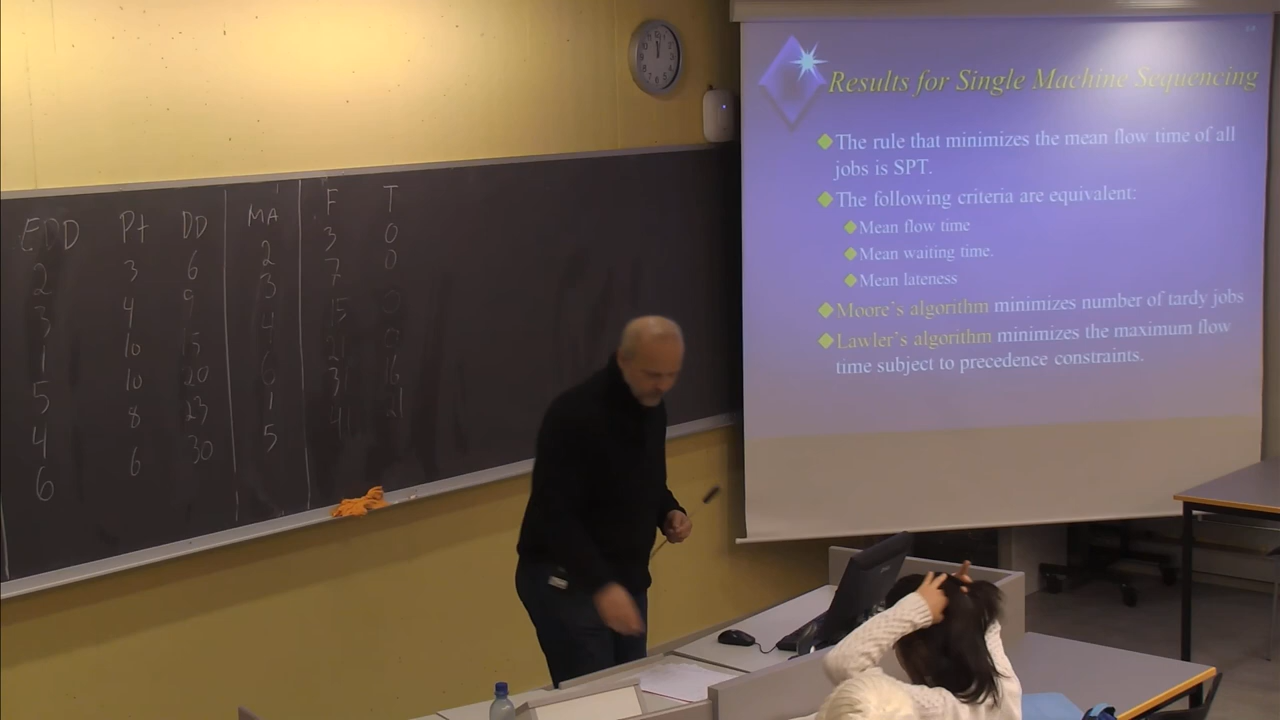 EDD Pt DD MA F T
2 3 6 2 3 0
3 4 9 3 7 0
1 10 15 4 15 0
5 10 20 6 21
4 8 23 1 31 16
6 6 30 5 41 21
Results for Single Machine Sequencing
The rule that minimizes the mean flow time of all
jobs is SPT.
The following criteria are equivalent:
Mean flow time
Mean waiting time.
Mean lateness
Moore's algorithm minimizes number of tardy jobs
Lawler's algorithm minimizes the maximum flow
time subject to precedence constraints.